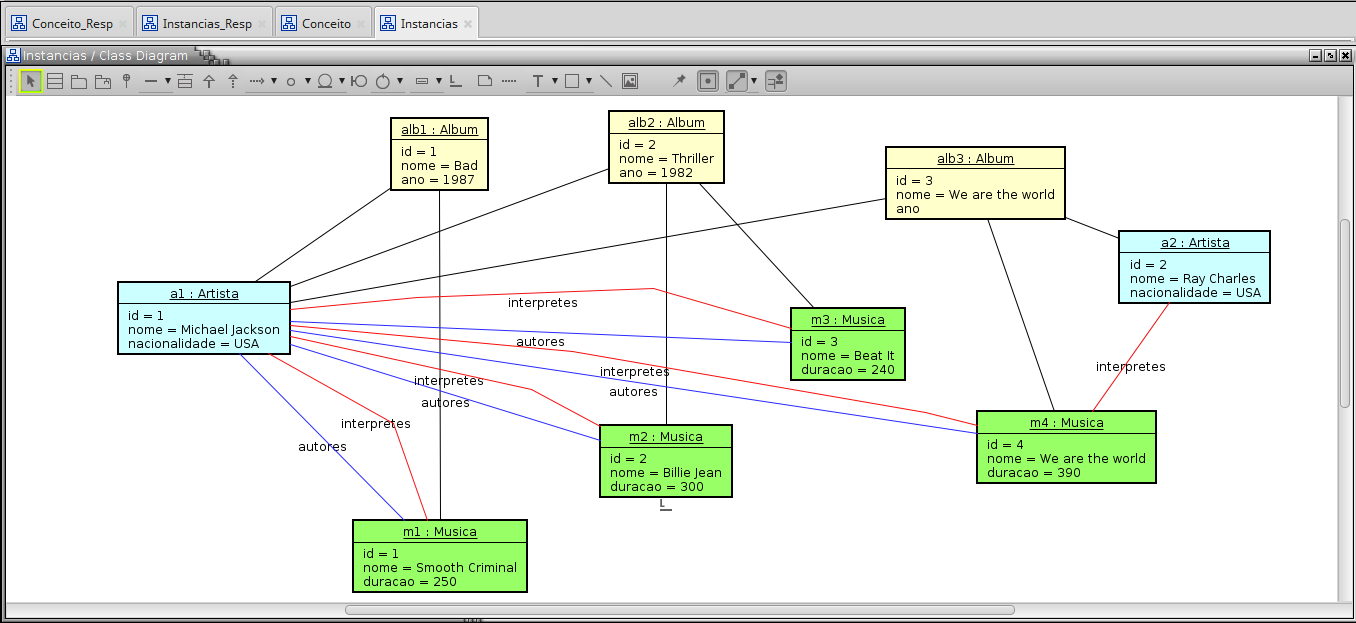 Conceito_Resp
Instancias_Resp
Conceito
Instancias
Instancias / Class Diagram
T
alb1 : Album
id = 1
nome = Bad
ano = 1987
alb2 : Album
id = 2
nome = Thriller
ano = 1982
alb3 : Album
id = 3
nome = We are the world
ano
a2 : Artista
id = 2
nome = Ray Charles
nacionalidade = USA
a1 : Artista
id = 1
nome = Michael Jackson
nacionalidade = USA
interpretes
m3 : Musica
id = 3
nome = Beat It
duracao = 240
autores
interpretes
autores
interpretes
interpretes
autores
interpretes
autores
m4 : Musica
id = 4
nome = We are the world
duracao = 390
m2 : Musica
id = 2
nome = Billie Jean
duracao = 300
m1 : Musica
id = 1
nome = Smooth Criminal
duracao = 250